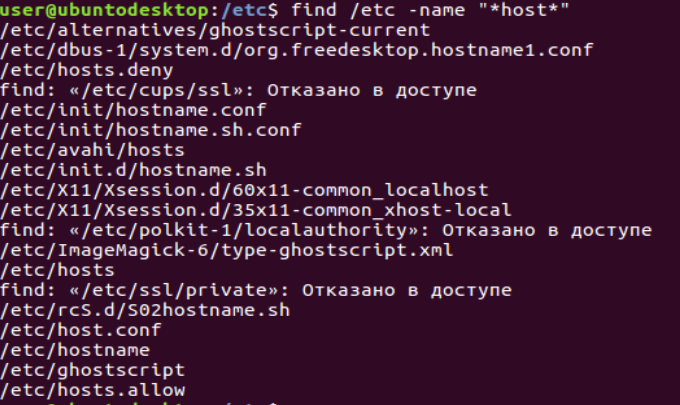 user@ubuntodesktop:/etc$ find /etc -name "*host*"
/etc/alternatives/ghostscript-current
/etc/dbus-1/system.d/org.freedesktop.hostname1.conf
/etc/hosts.deny
find: «/etc/cups/ssl»: Отказано в доступе
/etc/init/hostname.conf
/etc/init/hostname.sh.conf
/etc/avahi/hosts
/etc/init.d/hostname.sh
/etc/X11/Xsession.d/60x11-common_localhost
/etc/X11/Xsession.d/35x11-common_xhost-local
find: «/etc/polkit-1/localauthority»: Отказано в доступе
/etc/ImageMagick-6/type-ghostscript.xml
/etc/hosts
find: «/etc/ssl/private»: Отказано в доступе
/etc/rcS.d/S02hostname.sh
/etc/host.conf
/etc/hostname
/etc/ghostscript
/etc/hosts.allow